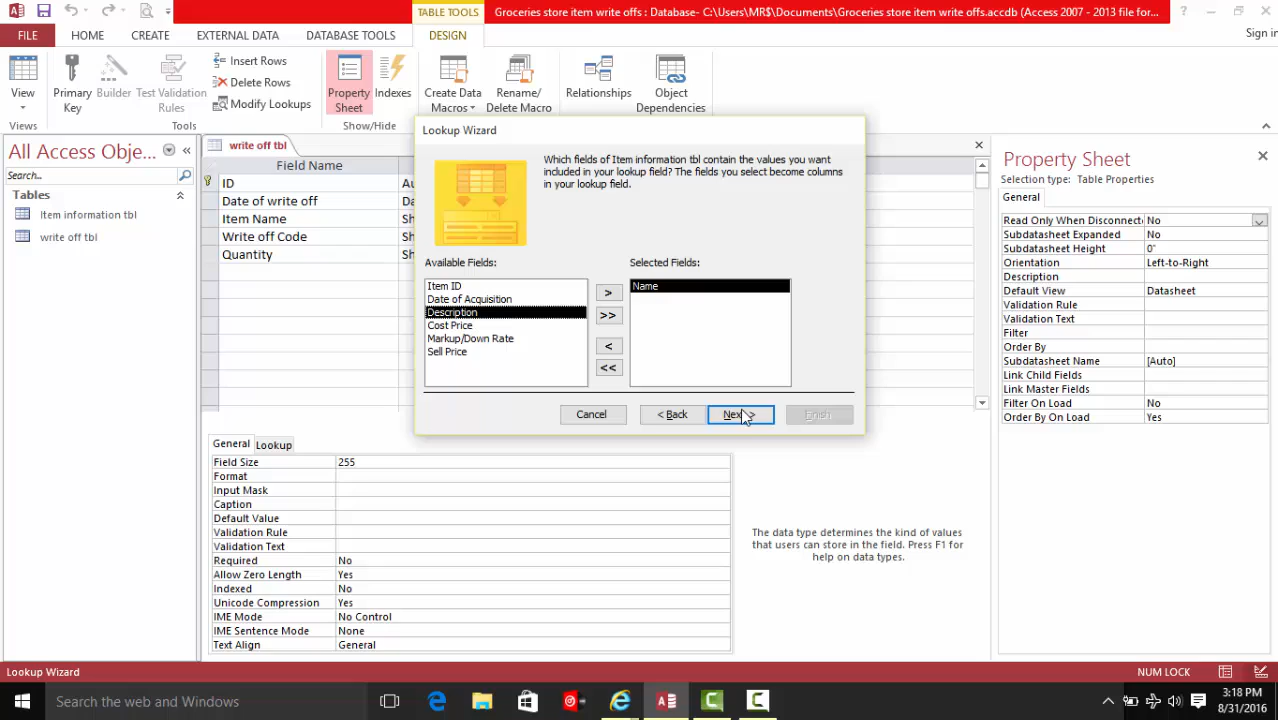 TABLE TOOLS
Groceries store item write offs : Database- C:\Users\MR$\Documents\Groceries store item write offs.accdb (Access 2007 - 2013 file for...
FILE
HOME
CREATE
EXTERNAL DATA
DATABASE TOOLS
DESIGN
Sign in
View
Primary Key
Builder
Test Validation Rules
Insert Rows
Delete Rows
Modify Lookups
Property Sheet
Indexes
Create Data Macros
Rename/ Delete Macro
Relationships
Object Dependencies
Views
Tools
Show/Hide
All Access Obje...
Search...
Tables
Item information tbl
write off tbl
write off tbl
Field Name
ID
Au
Date of write off
Da
Item Name
Sh
Write off Code
Sh
Quantity
Sh
Lookup Wizard
Which fields of Item information tbl contain the values you want
included in your lookup field? The fields you select become columns
in your lookup field.
Available Fields:
Selected Fields:
Item ID
Date of Acquisition
Description
Cost Price
Markup/Down Rate
Sell Price
>
>>
<
<<
Name
Cancel
< Back
Next >
Finish
General
Lookup
Field Size 255
Format
Input Mask
Caption
Default Value
Validation Rule
Validation Text
Required No
Allow Zero Length Yes
Indexed No
Unicode Compression Yes
IME Mode No Control
IME Sentence Mode None
Text Align General
The data type determines the kind of values
that users can store in the field. Press F1 for
help on data types.
Property Sheet
Selection type: Table Properties
General
Read Only When Disconnecte No
Subdatasheet Expanded No
Subdatasheet Height 0"
Orientation Left-to-Right
Description
Default View Datasheet
Validation Rule
Validation Text
Filter
Order By
Subdatasheet Name [Auto]
Link Child Fields
Link Master Fields
Filter On Load No
Order By On Load Yes
Lookup Wizard
NUM LOCK
Search the web and Windows
3:18 PM
8/31/2016